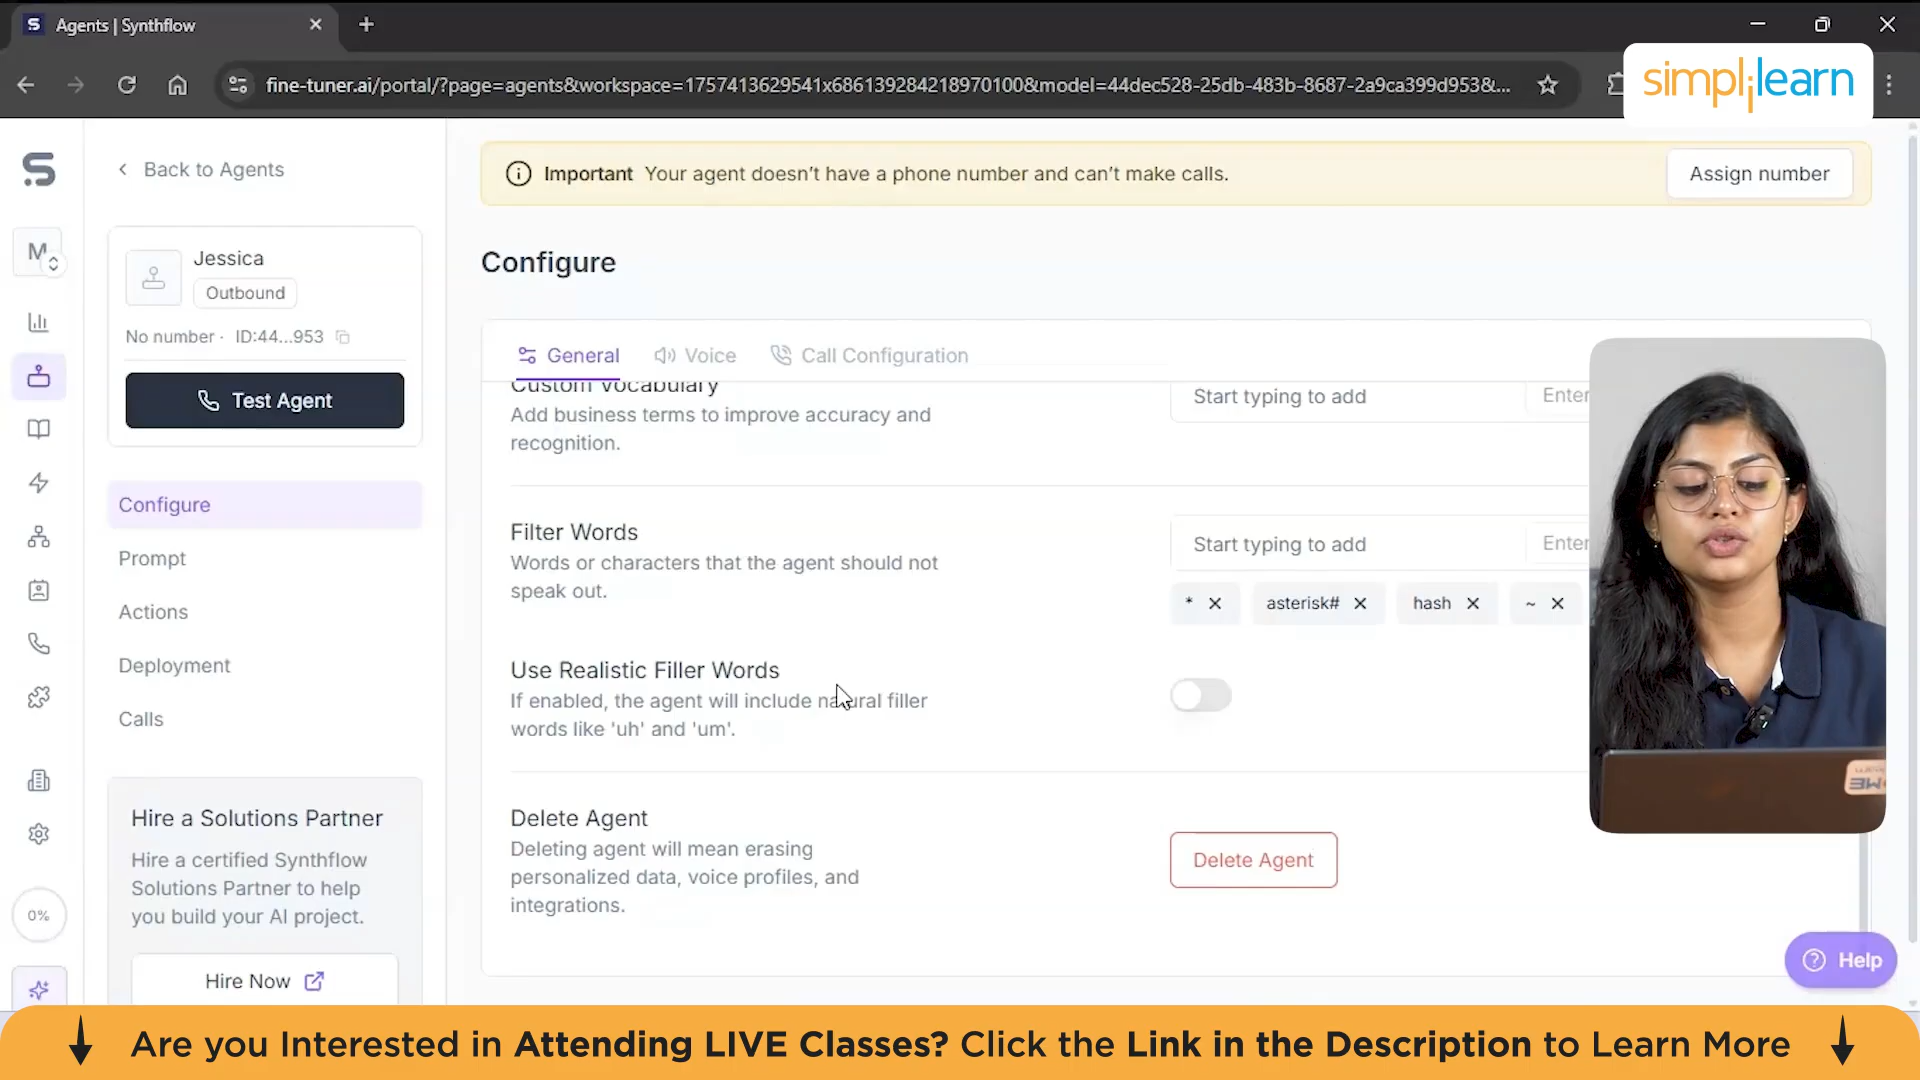 Agents | Synthflow
fine-tuner.ai/portal/?page=agents&workspace=1757413629541x686139284218970100&model=44dec528-25db-483b-8687-2a9ca399d953&...
simplilearn
Back to Agents
Important Your agent doesn't have a phone number and can't make calls.
Assign number
M
Jessica
Outbound
No number · ID:44...953
Test Agent
Configure
Prompt
Actions
Deployment
Calls
Hire a Solutions Partner
Hire a certified Synthflow
Solutions Partner to help
you build your AI project.
Hire Now
0%
Configure
General
Voice
Call Configuration
Custom Vocabulary
Add business terms to improve accuracy and
recognition.
Start typing to add
Enter
Filter Words
Words or characters that the agent should not
speak out.
Start typing to add
Enter
*
asterisk#
hash
~
Use Realistic Filler Words
If enabled, the agent will include natural filler
words like 'uh' and 'um'.
Delete Agent
Deleting agent will mean erasing
personalized data, voice profiles, and
integrations.
Delete Agent
Help
Are you Interested in Attending LIVE Classes? Click the Link in the Description to Learn More